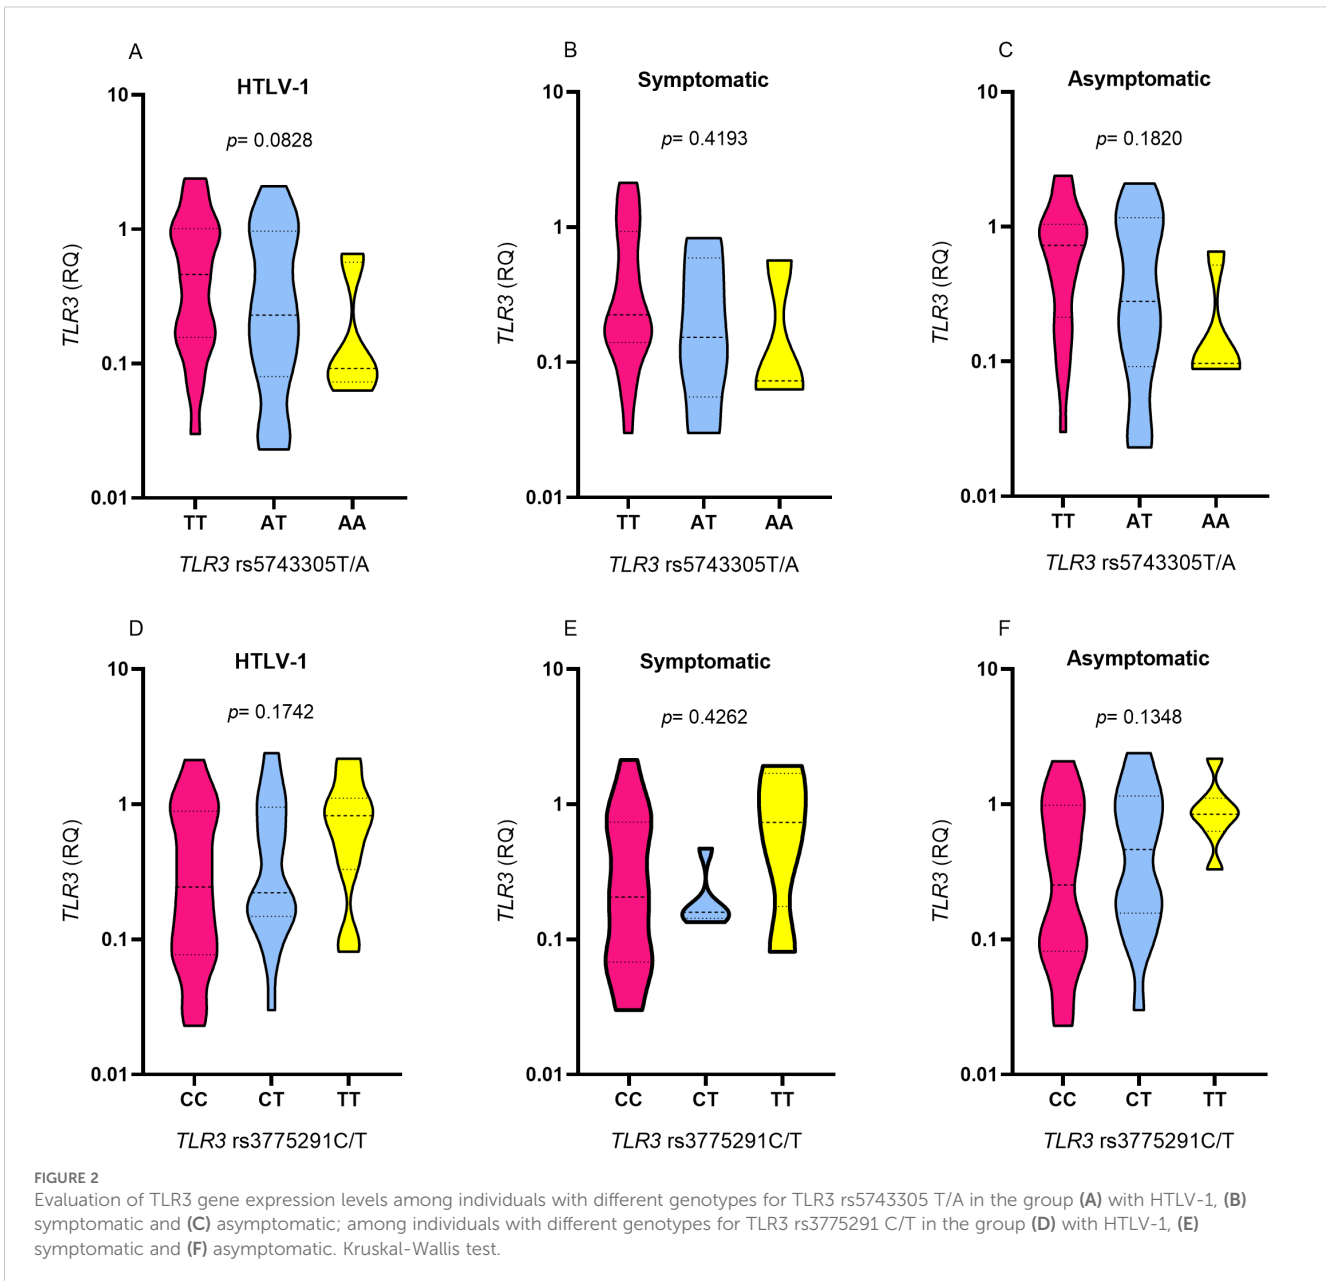 A
HTLV-1
p= 0.0828
10
1
0.1
0.01
TLR3 (RQ)
TT AT AA
TLR3 rs5743305T/A
B
Symptomatic
p= 0.4193
10
1
0.1
0.01
TLR3 (RQ)
TT AT AA
TLR3 rs5743305T/A
C
Asymptomatic
p= 0.1820
10
1
0.1
0.01
TLR3 (RQ)
TT AT AA
TLR3 rs5743305T/A
D
HTLV-1
p= 0.1742
10
1
0.1
0.01
TLR3 (RQ)
CC CT TT
TLR3 rs3775291C/T
E
Symptomatic
p= 0.4262
10
1
0.1
0.01
TLR3 (RQ)
CC CT TT
TLR3 rs3775291C/T
F
Asymptomatic
p= 0.1348
10
1
0.1
0.01
TLR3 (RQ)
CC CT TT
TLR3 rs3775291C/T
FIGURE 2
Evaluation of TLR3 gene expression levels among individuals with different genotypes for TLR3 rs5743305 T/A in the group (A) with HTLV-1, (B)
symptomatic and (C) asymptomatic; among individuals with different genotypes for TLR3 rs3775291 C/T in the group (D) with HTLV-1, (E)
symptomatic and (F) asymptomatic. Kruskal-Wallis test.